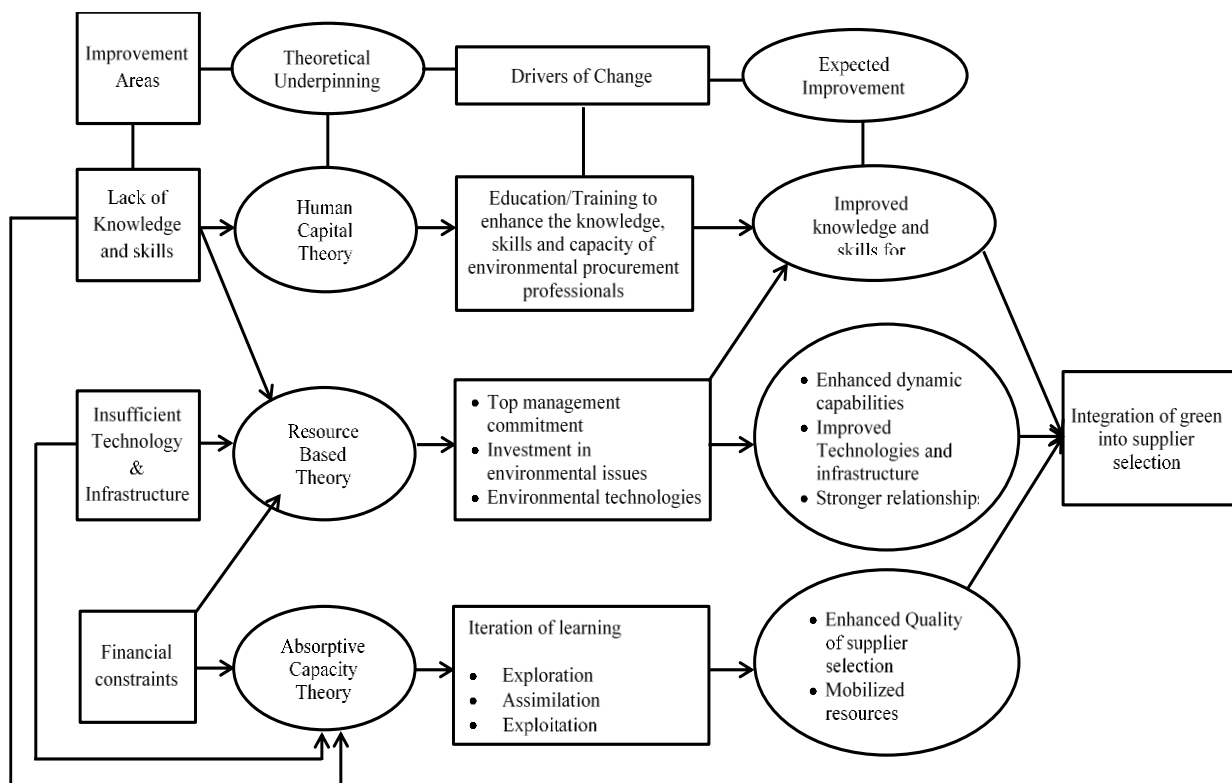 Improvement
Areas
Theoretical
Underpinning
Drivers of Change
Expected
Improvement
Lack of
Knowledge
and skills
Human
Capital
Theory
Education/Training to
enhance the knowledge,
skills and capacity of
environmental procurement
professionals
Improved
knowledge and
skills for
Insufficient
Technology
&
Infrastructure
Resource
Based
Theory
• Top management
commitment
• Investment in
environmental issues
• Environmental technologies
• Enhanced dynamic
capabilities
• Improved
Technologies and
infrastructure
• Stronger relationships
Integration of green
into supplier
selection
Financial
constraints
Absorptive
Capacity
Theory
Iteration of learning
• Exploration
• Assimilation
• Exploitation
• Enhanced Quality
of supplier
selection
• Mobilized
resources